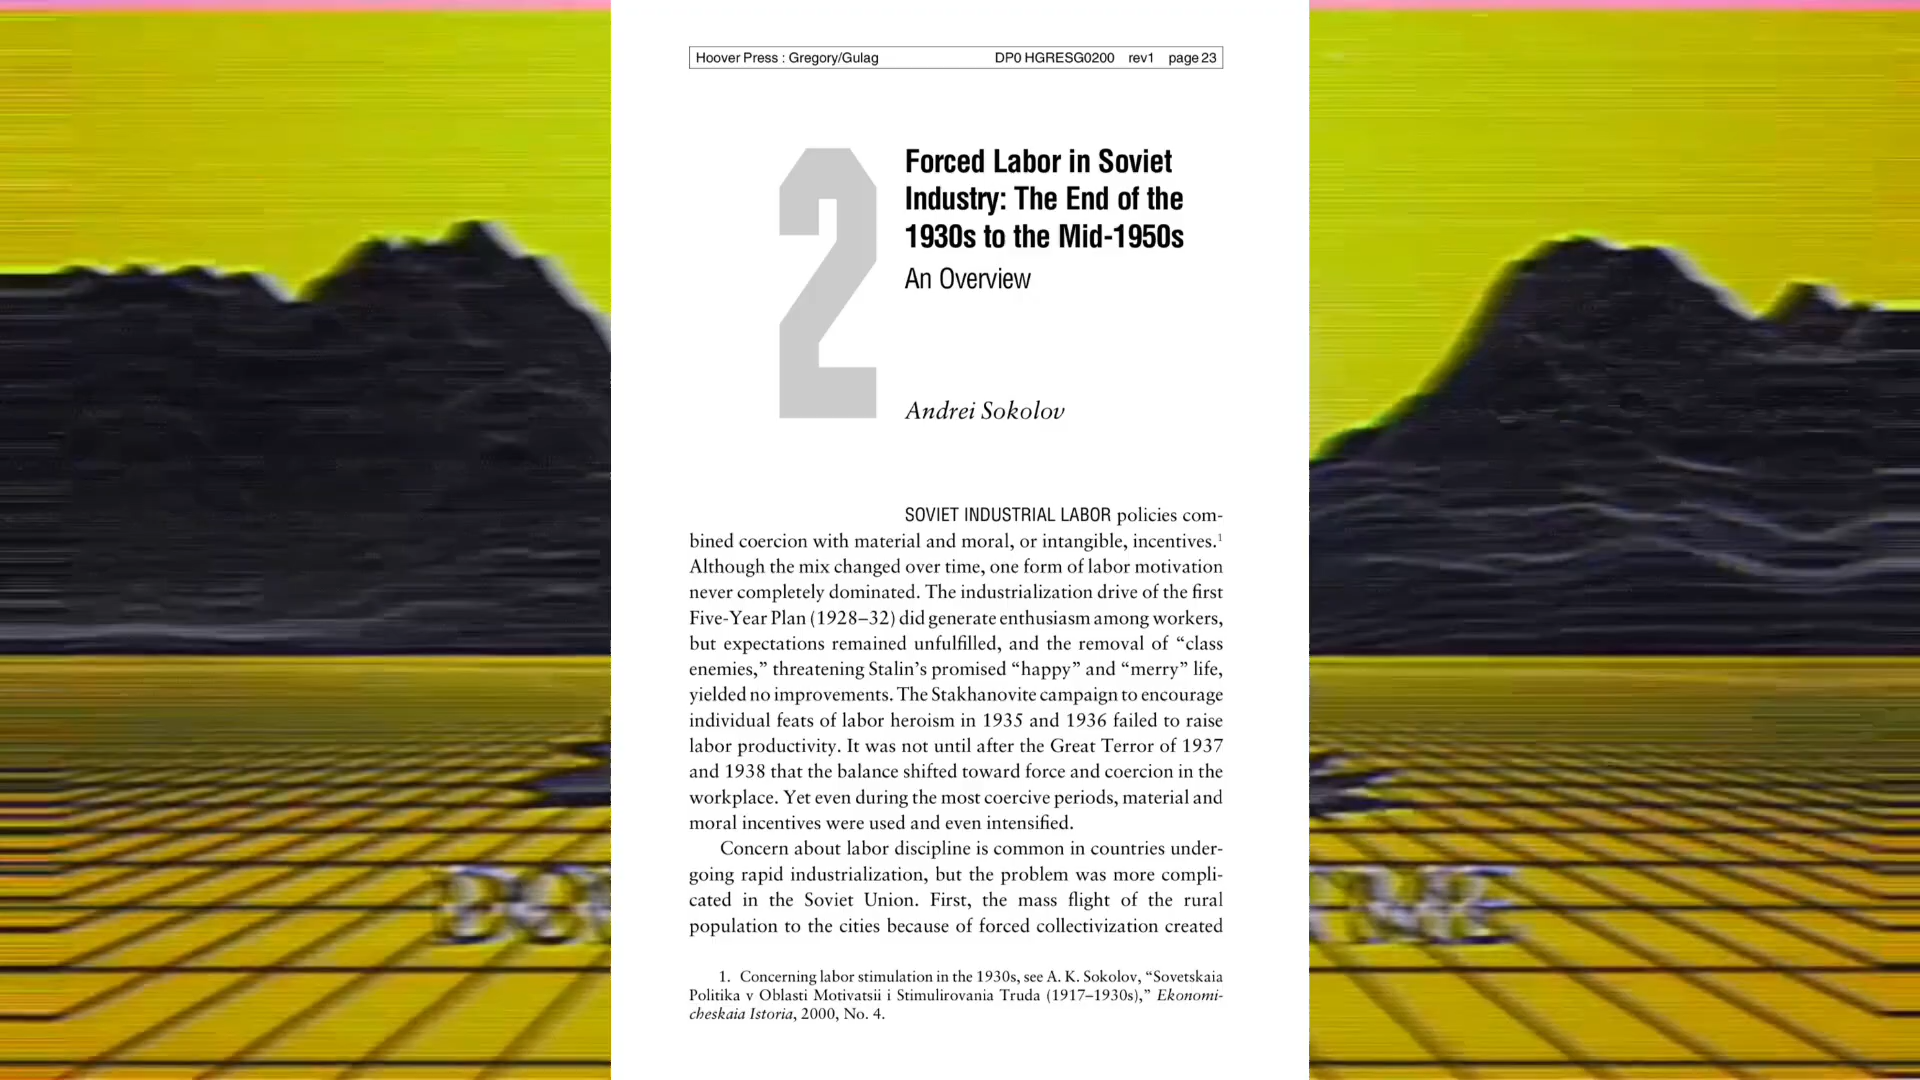 Hoover Press : Gregory/Gulag DP0 HGRESG0200 rev1 page 23
2
Forced Labor in Soviet
Industry: The End of the
1930s to the Mid-1950s
An Overview
Andrei Sokolov
SOVIET INDUSTRIAL LABOR policies com-
bined coercion with material and moral, or intangible, incentives.1
Although the mix changed over time, one form of labor motivation
never completely dominated. The industrialization drive of the first
Five-Year Plan (1928–32) did generate enthusiasm among workers,
but expectations remained unfulfilled, and the removal of “class
enemies,” threatening Stalin’s promised “happy” and “merry” life,
yielded no improvements. The Stakhanovite campaign to encourage
individual feats of labor heroism in 1935 and 1936 failed to raise
labor productivity. It was not until after the Great Terror of 1937
and 1938 that the balance shifted toward force and coercion in the
workplace. Yet even during the most coercive periods, material and
moral incentives were used and even intensified.
Concern about labor discipline is common in countries under-
going rapid industrialization, but the problem was more compli-
cated in the Soviet Union. First, the mass flight of the rural
population to the cities because of forced collectivization created
1. Concerning labor stimulation in the 1930s, see A. K. Sokolov, “Sovetskaia
Politika v Oblasti Motivatsii i Stimulirovania Truda (1917–1930s),” Ekonomi-
cheskaia Istoria, 2000, No. 4.